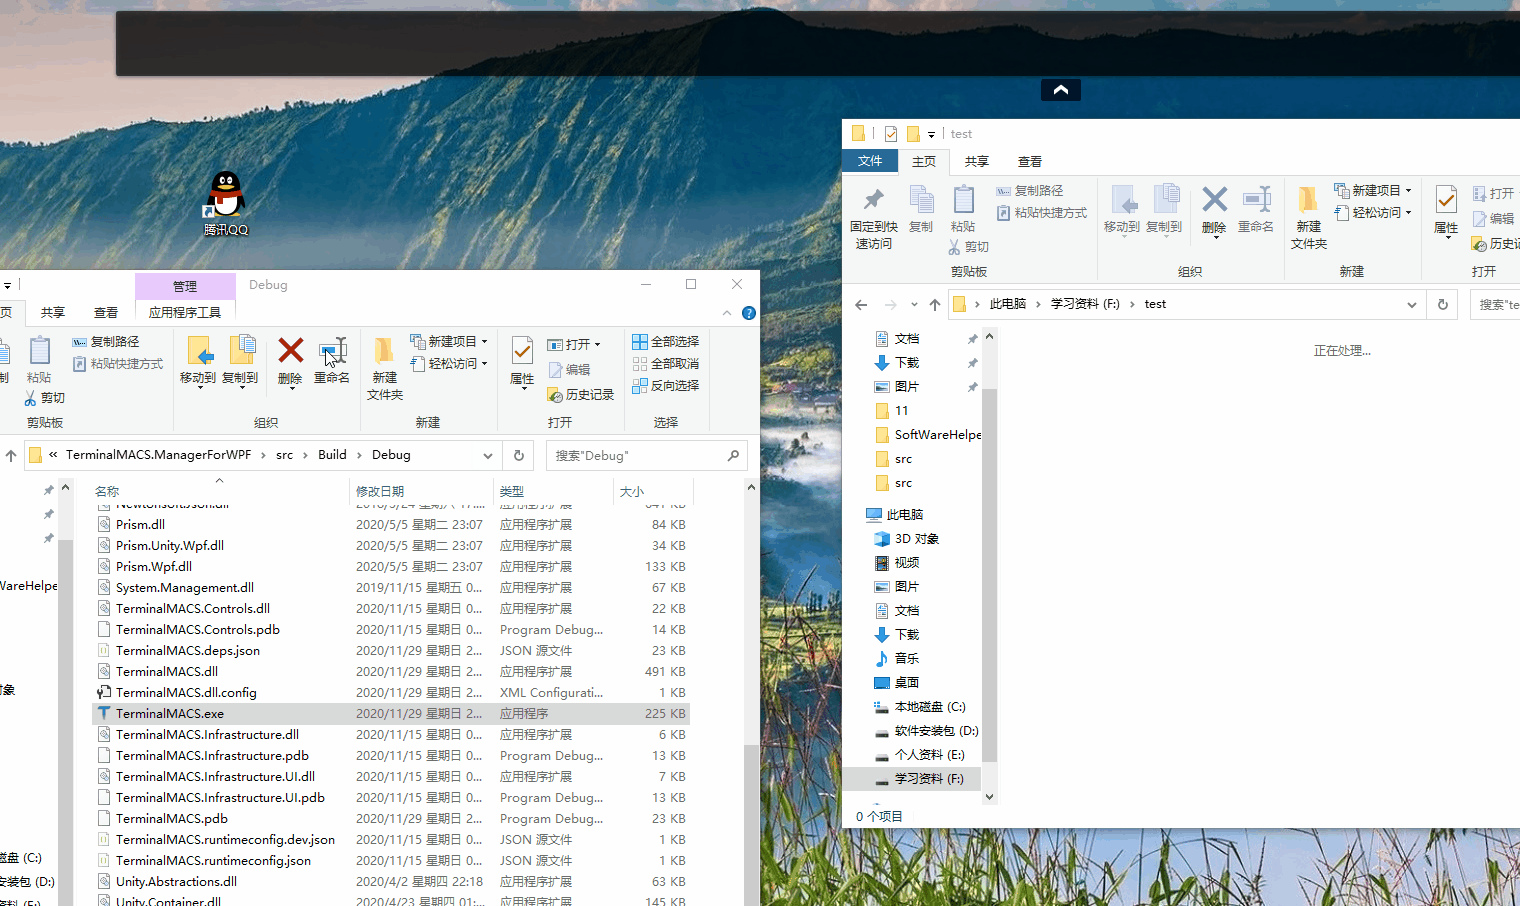 腾讯QQ
test
文件 主页 共享 查看
固定到快速访问
复制
粘贴
复制路径
粘贴快捷方式
剪切
剪贴板
移动到 复制到 删除 重命名
组织
新建文件夹
新建项目
轻松访问
新建
属性
打开
编辑
打开
此电脑 学习资料 (F:) test
搜索"te
文档
下载
图片
11
SoftWareHelpe
src
src
此电脑
3D 对象
视频
图片
文档
下载
音乐
桌面
本地磁盘 (C:)
软件安装包 (D:)
个人资料 (E:)
学习资料 (F:)
正在处理...
0 个项目
管理 Debug
页 共享 查看 应用程序工具
制
粘贴
复制路径
粘贴快捷方式
剪切
剪贴板
移动到 复制到 删除 重命名
组织
新建文件夹
新建项目
轻松访问
新建
属性
打开
编辑
历史记录
打开
全部选择
全部取消
反向选择
选择
« TerminalMACS.ManagerForWPF src Build Debug
搜索"Debug"
名称 修改日期 类型 大小
Prism.dll 2020/5/5 星期二 23:07 应用程序扩展 84 KB
Prism.Unity.Wpf.dll 2020/5/5 星期二 23:07 应用程序扩展 34 KB
Prism.Wpf.dll 2020/5/5 星期二 23:07 应用程序扩展 133 KB
System.Management.dll 2019/11/15 星期五 0... 应用程序扩展 67 KB
TerminalMACS.Controls.dll 2020/11/15 星期日 0... 应用程序扩展 22 KB
TerminalMACS.Controls.pdb 2020/11/15 星期日 0... Program Debug... 14 KB
TerminalMACS.deps.json 2020/11/29 星期日 2... JSON 源文件 23 KB
TerminalMACS.dll 2020/11/29 星期日 2... 应用程序扩展 491 KB
TerminalMACS.dll.config 2020/11/29 星期日 2... XML Configurati... 1 KB
TerminalMACS.exe 2020/11/29 星期日 2... 应用程序 225 KB
TerminalMACS.Infrastructure.dll 2020/11/15 星期日 0... 应用程序扩展 6 KB
TerminalMACS.Infrastructure.pdb 2020/11/15 星期日 0... Program Debug... 13 KB
TerminalMACS.Infrastructure.UI.dll 2020/11/15 星期日 0... 应用程序扩展 7 KB
TerminalMACS.Infrastructure.UI.pdb 2020/11/15 星期日 0... Program Debug... 13 KB
TerminalMACS.pdb 2020/11/29 星期日 2... Program Debug... 23 KB
TerminalMACS.runtimeconfig.dev.json 2020/11/15 星期日 0... JSON 源文件 1 KB
TerminalMACS.runtimeconfig.json 2020/11/15 星期日 0... JSON 源文件 1 KB
Unity.Abstractions.dll 2020/4/2 星期四 22:18 应用程序扩展 63 KB
Unity.Container.dll 2020/4/23 星期四 01:... 应用程序扩展 145 KB
WareHelpe
对象
磁盘 (C:)
安装包 (D:)